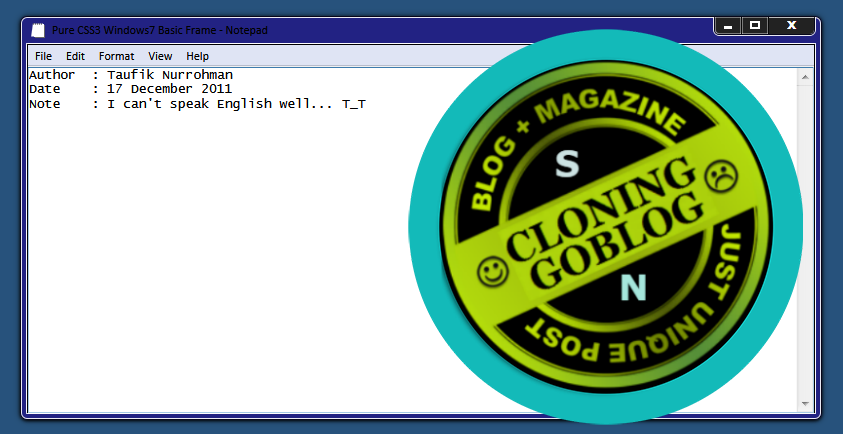 Pure CSS3 Windows7 Basic Frame - Notepad
File Edit Format View Help
Author : Taufik Nurrohman
Date : 17 December 2011
Note : I can't speak English well... T_T
BLOG + MAGAZINE
S
CLONING
GOBLOG
N
JUST UNIQUE POST